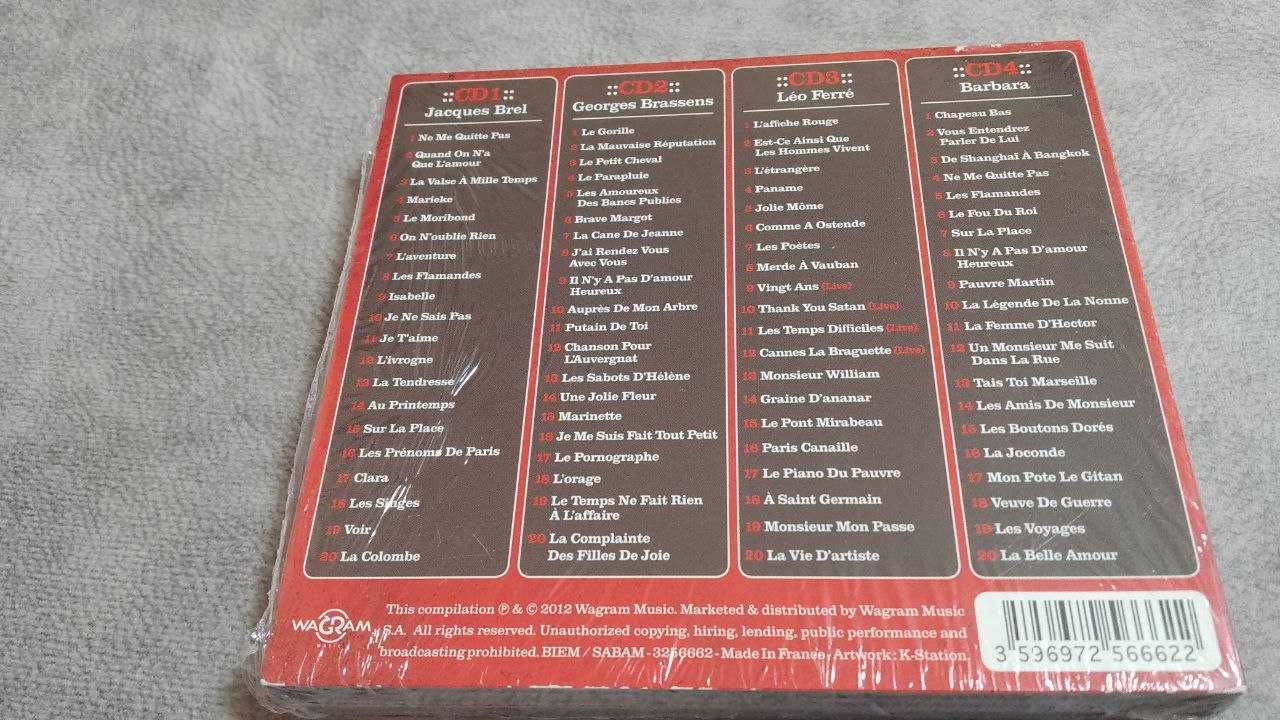 ::CD1::
Jacques Brel
1 Ne Me Quitte Pas
2 Quand On N'a
Que L'amour
3 La Valse À Mille Temps
4 Marieke
5 Le Moribond
6 On N'oublie Rien
7 L'aventure
8 Les Flamandes
9 Isabelle
10 Je Ne Sais Pas
11 Je T'aime
12 L'ivrogne
13 La Tendresse
14 Au Printemps
15 Sur La Place
16 Les Prénoms De Paris
17 Clara
18 Les Singes
19 Voir
20 La Colombe
::CD2::
Georges Brassens
1 Le Gorille
2 La Mauvaise Réputation
3 Le Petit Cheval
4 Le Parapluie
5 Les Amoureux
Des Bancs Publics
6 Brave Margot
7 La Cane De Jeanne
8 J'ai Rendez Vous
Avec Vous
9 Il N'y A Pas D'amour
Heureux
10 Auprès De Mon Arbre
11 Putain De Toi
12 Chanson Pour
L'Auvergnat
13 Les Sabots D'Hélène
14 Une Jolie Fleur
15 Marinette
16 Je Me Suis Fait Tout Petit
17 Le Pornographe
18 L'orage
19 Le Temps Ne Fait Rien
À L'affaire
20 La Complainte
Des Filles De Joie
::CD3::
Léo Ferré
1 L'affiche Rouge
2 Est-Ce Ainsi Que
Les Hommes Vivent
3 L'étrangère
4 Paname
5 Jolie Môme
6 Comme A Ostende
7 Les Poètes
8 Merde À Vauban
9 Vingt Ans (Live)
10 Thank You Satan (Live)
11 Les Temps Difficiles (Live)
12 Cannes La Braguette (Live)
13 Monsieur William
14 Graine D'ananar
15 Le Pont Mirabeau
16 Paris Canaille
17 Le Piano Du Pauvre
18 À Saint Germain
19 Monsieur Mon Passe
20 La Vie D'artiste
::CD4::
Barbara
1 Chapeau Bas
2 Vous Entendrez
Parler De Lui
3 De Shanghaï À Bangkok
4 Ne Me Quitte Pas
5 Les Flamandes
6 Le Fou Du Roi
7 Sur La Place
8 Il N'y A Pas D'amour
Heureux
9 Pauvre Martin
10 La Légende De La Nonne
11 La Femme D'Hector
12 Un Monsieur Me Suit
Dans La Rue
13 Tais Toi Marseille
14 Les Amis De Monsieur
15 Les Boutons Dorés
16 La Joconde
17 Mon Pote Le Gitan
18 Veuve De Guerre
19 Les Voyages
20 La Belle Amour
WAGRAM
This compilation ℗ & © 2012 Wagram Music. Marketed & distributed by Wagram Music
S.A. All rights reserved. Unauthorized copying, hiring, lending, public performance and
broadcasting prohibited. BIEM / SABAM - 3256662 - Made In France - Artwork : K-Station.
3 596972 566622